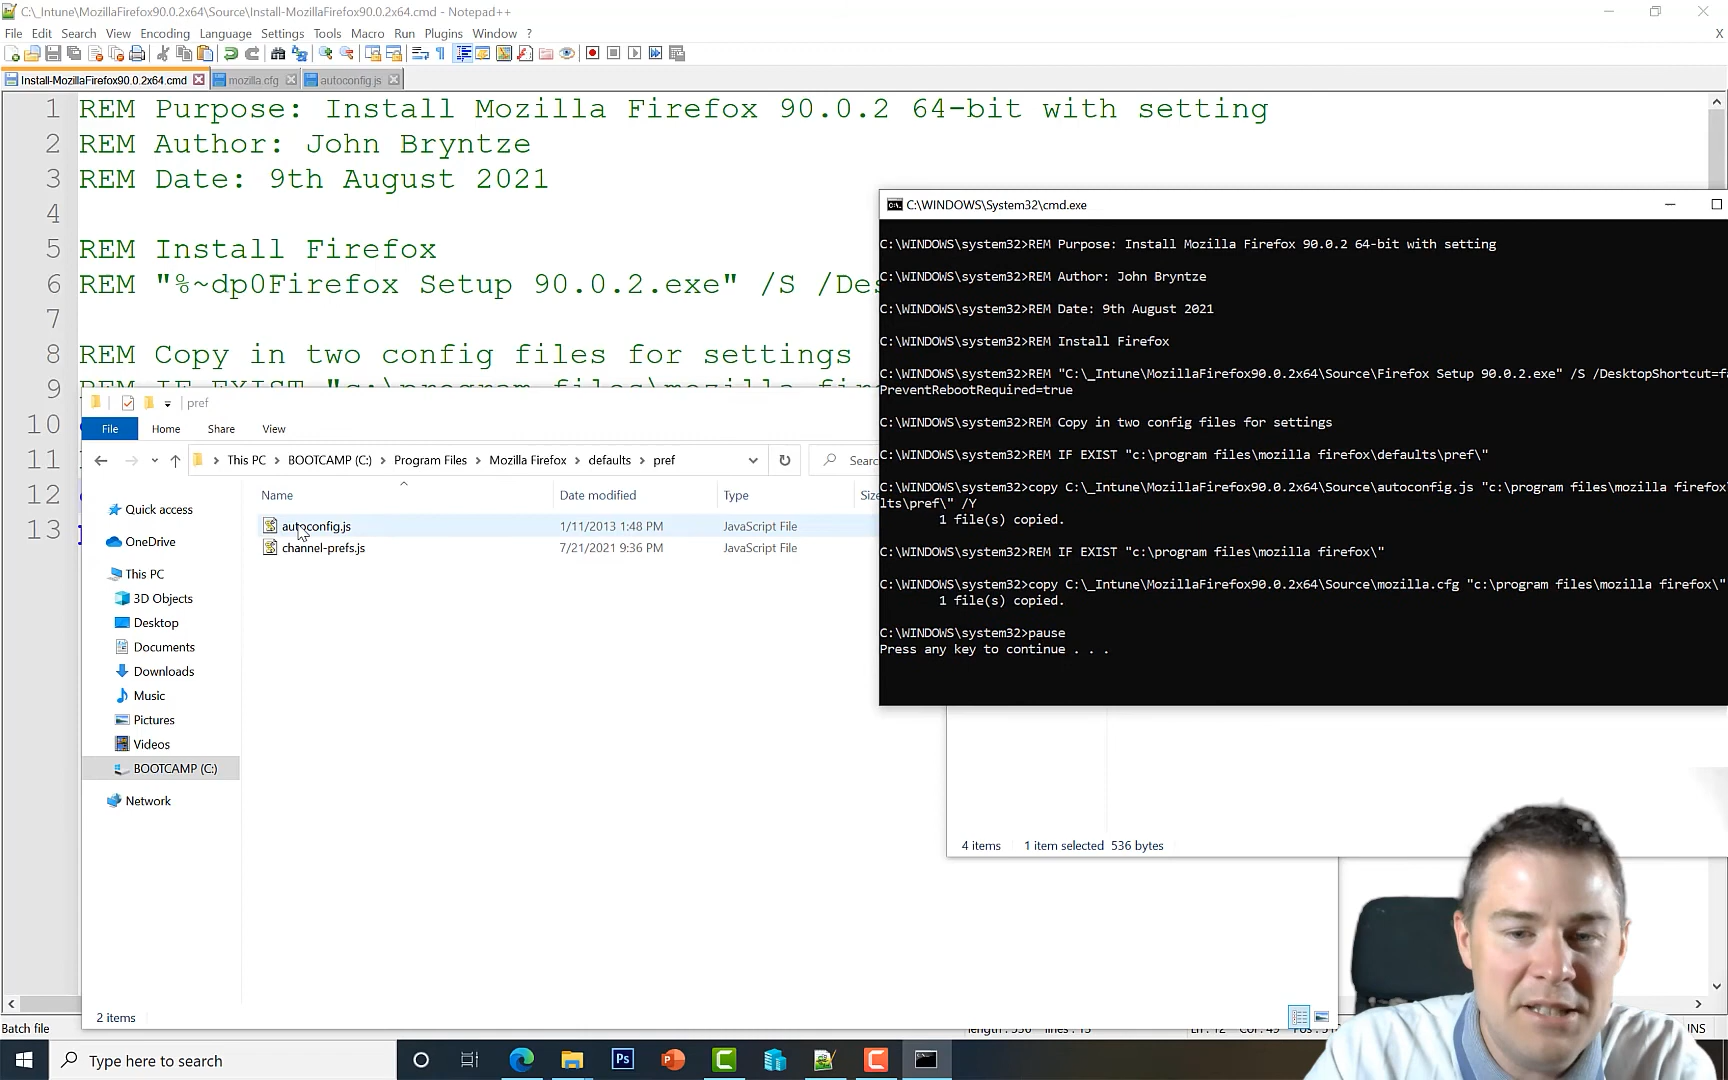 C:\_Intune\MozillaFirefox90.0.2x64\Source\Install-MozillaFirefox90.0.2x64.cmd - Notepad++
File Edit Search View Encoding Language Settings Tools Macro Run Plugins Window ? X
Install-MozillaFirefox90.0.2x64.cmd mozilla.cfg autoconfig.js
1 REM Purpose: Install Mozilla Firefox 90.0.2 64-bit with setting
2 REM Author: John Bryntze
3 REM Date: 9th August 2021
4
5 REM Install Firefox
6 REM "%~dp0Firefox Setup 90.0.2.exe" /S /Des
7
8 REM Copy in two config files for settings
9 REM IF EXIST "c:\program files\mozilla fire
10
11
12
13
C:\WINDOWS\System32\cmd.exe
C:\WINDOWS\system32>REM Purpose: Install Mozilla Firefox 90.0.2 64-bit with setting
C:\WINDOWS\system32>REM Author: John Bryntze
C:\WINDOWS\system32>REM Date: 9th August 2021
C:\WINDOWS\system32>REM Install Firefox
C:\WINDOWS\system32>REM "C:\_Intune\MozillaFirefox90.0.2x64\Source\Firefox Setup 90.0.2.exe" /S /DesktopShortcut=fa
PreventRebootRequired=true
C:\WINDOWS\system32>REM Copy in two config files for settings
C:\WINDOWS\system32>REM IF EXIST "c:\program files\mozilla firefox\defaults\pref\"
C:\WINDOWS\system32>copy C:\_Intune\MozillaFirefox90.0.2x64\Source\autoconfig.js "c:\program files\mozilla firefox\
lts\pref\" /Y
1 file(s) copied.
C:\WINDOWS\system32>REM IF EXIST "c:\program files\mozilla firefox\"
C:\WINDOWS\system32>copy C:\_Intune\MozillaFirefox90.0.2x64\Source\mozilla.cfg "c:\program files\mozilla firefox\"
1 file(s) copied.
C:\WINDOWS\system32>pause
Press any key to continue . . .
pref
File Home Share View
This PC > BOOTCAMP (C:) > Program Files > Mozilla Firefox > defaults > pref Searc
Name Date modified Type Siz
autoconfig.js 1/11/2013 1:48 PM JavaScript File
channel-prefs.js 7/21/2021 9:36 PM JavaScript File
Quick access
OneDrive
This PC
3D Objects
Desktop
Documents
Downloads
Music
Pictures
Videos
BOOTCAMP (C:)
Network
2 items
4 items 1 item selected 536 bytes
Batch file INS
Type here to search
Ps